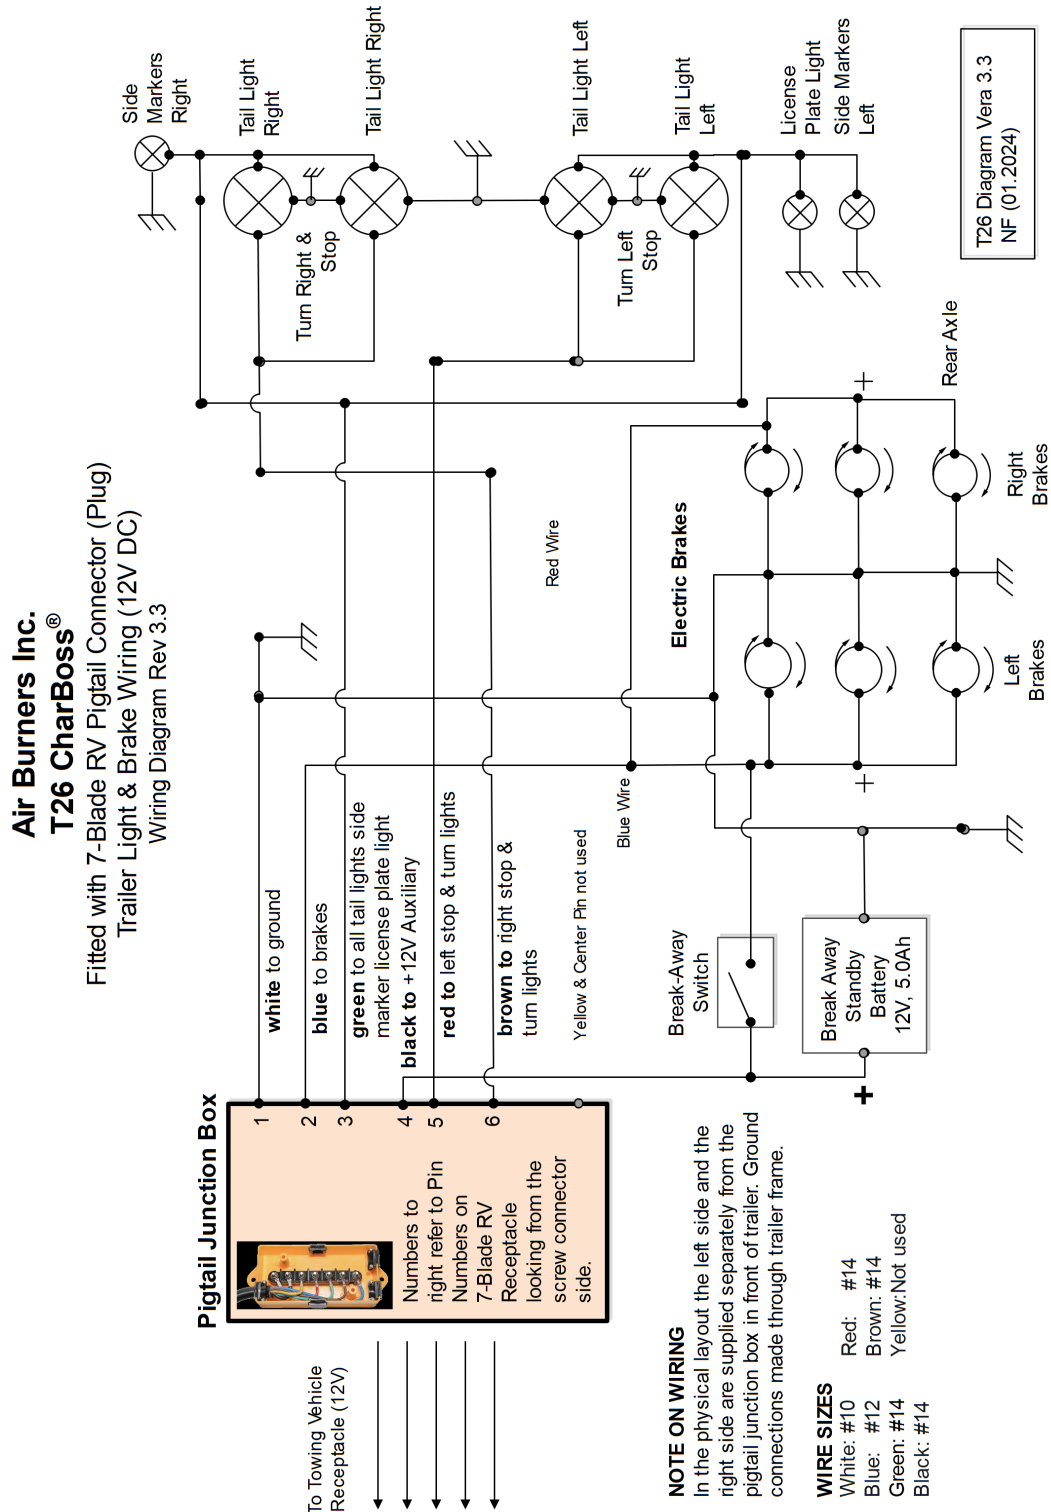 Air Burners Inc.
T26 CharBoss®
Fitted with 7-Blade RV Pigtail Connector (Plug)
Trailer Light & Brake Wiring (12V DC)
Wiring Diagram Rev 3.3
Pigtail Junction Box
To Towing Vehicle
Receptacle (12V)
Numbers to
right refer to Pin
Numbers on
7-Blade RV
Receptacle
looking from the
screw connector
side.
1
2
3
4
5
6
white to ground
blue to brakes
green to all tail lights side
marker license plate light
black to +12V Auxiliary
red to left stop & turn lights
brown to right stop &
turn lights
Yellow & Center Pin not used
Red Wire
Blue Wire
Side
Markers
Right
Tail Light
Right
Tail Light Right
Turn Right &
Stop
Tail Light Left
Tail Light
Left
Turn Left
Stop
License
Plate Light
Side Markers
Left
Electric Brakes
+
+
Rear Axle
Left
Brakes
Right
Brakes
Break-Away
Switch
Break Away
Standby
Battery
12V, 5.0Ah
+
NOTE ON WIRING
In the physical layout the left side and the
right side are supplied separately from the
pigtail junction box in front of trailer. Ground
connections made through trailer frame.
WIRE SIZES
White: #10
Blue: #12
Green: #14
Black: #14
Red: #14
Brown: #14
Yellow:Not used
T26 Diagram Vera 3.3
NF (01.2024)